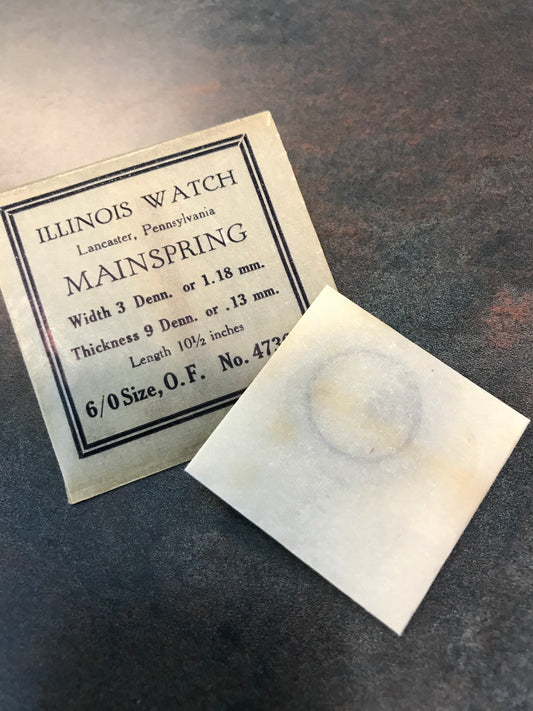 ILLINOIS WATCH
Lancaster, Pennsylvania
MAINSPRING
Width 3 Denn. or 1.18 mm.
Thickness 9 Denn. or .13 mm.
Length 10½ inches
6/0 Size, O.F. No.